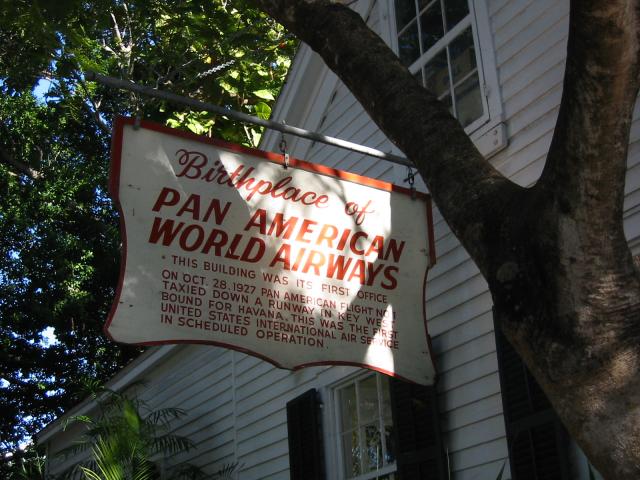 Birthplace of
PAN AMERICAN
WORLD AIRWAYS
THIS BUILDING WAS ITS FIRST OFFICE
ON OCT. 28, 1927 PAN AMERICAN FLIGHT NO. 1
TAXIED DOWN A RUNWAY IN KEY WEST
BOUND FOR HAVANA. THIS WAS THE FIRST
UNITED STATES INTERNATIONAL AIR SERVICE
IN SCHEDULED OPERATION.